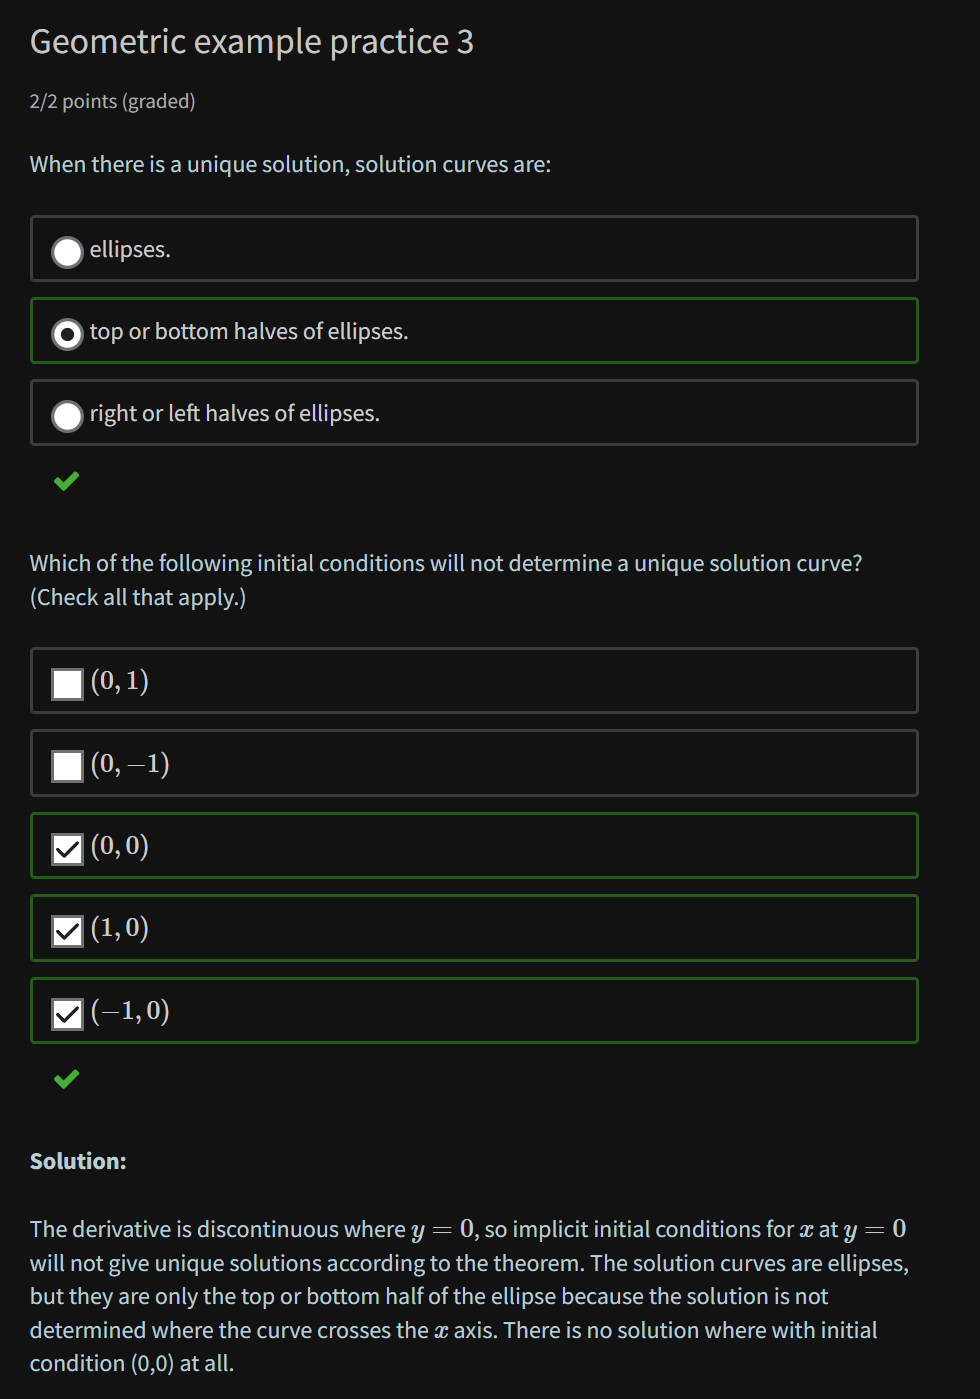 Geometric example practice 3
2/2 points (graded)
When there is a unique solution, solution curves are:
ellipses.
top or bottom halves of ellipses.
right or left halves of ellipses.
Which of the following initial conditions will not determine a unique solution curve?
(Check all that apply.)
(0, 1)
(0, −1)
(0, 0)
(1, 0)
(−1, 0)
Solution:
The derivative is discontinuous where y = 0, so implicit initial conditions for x at y = 0
will not give unique solutions according to the theorem. The solution curves are ellipses,
but they are only the top or bottom half of the ellipse because the solution is not
determined where the curve crosses the x axis. There is no solution where with initial
condition (0,0) at all.